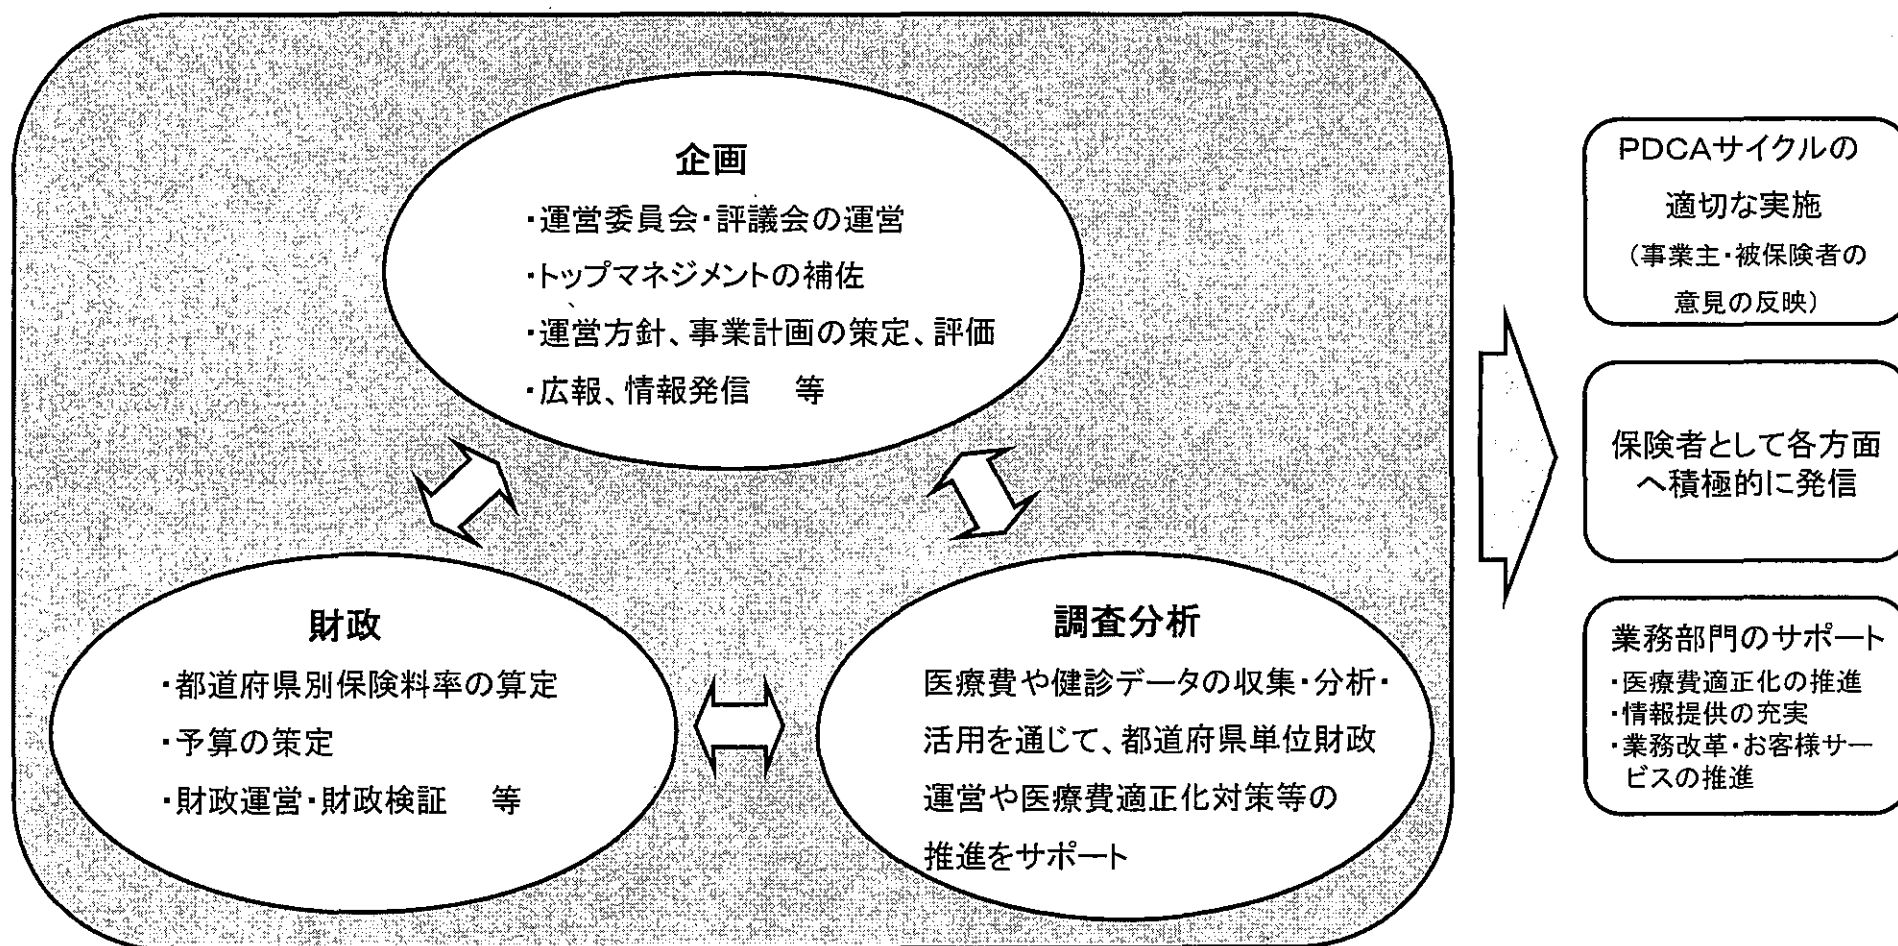 企画
・運営委員会・評議会の運営
・トップマネジメントの補佐
・運営方針、事業計画の策定、評価
・広報、情報発信　等
財政
・都道府県別保険料率の算定
・予算の策定
・財政運営・財政検証　等
調査分析
医療費や健診データの収集・分析・
活用を通じて、都道府県単位財政
運営や医療費適正化対策等の
推進をサポート
PDCAサイクルの
適切な実施
（事業主・被保険者の
意見の反映）
保険者として各方面
へ積極的に発信
業務部門のサポート
・医療費適正化の推進
・情報提供の充実
・業務改革・お客様サー
ビスの推進